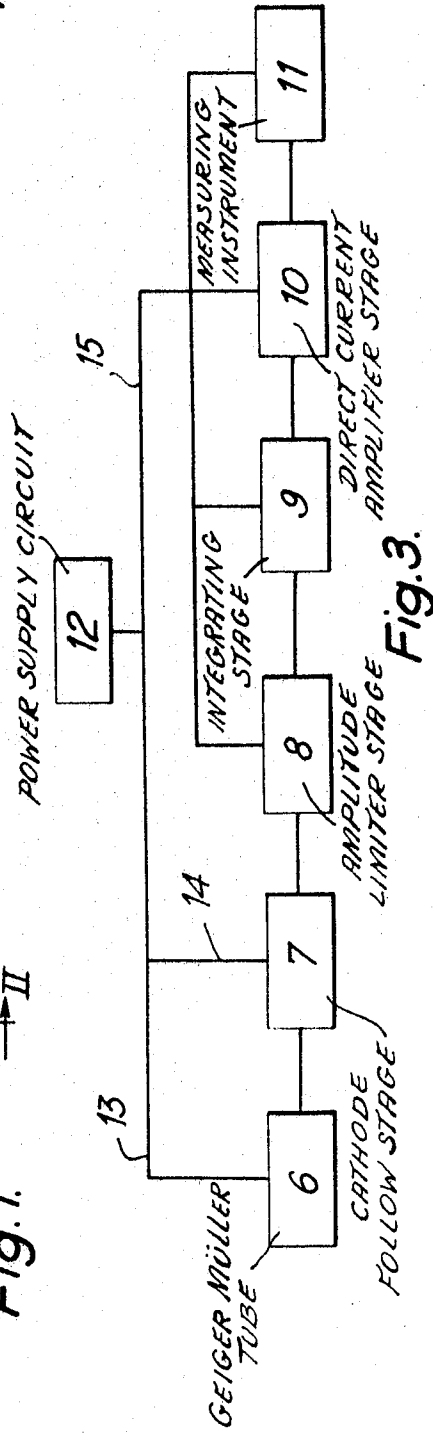 Fig. 1.
II
POWER SUPPLY CIRCUIT
12
13
14
15
GEIGER MÜLLER
TUBE
6
CATHODE
FOLLOW STAGE
7
AMPLITUDE
LIMITER STAGE
8
INTEGRATING
STAGE
9
DIRECT CURRENT
AMPLIFIER STAGE
10
MEASURING
INSTRUMENT
11
Fig.3.